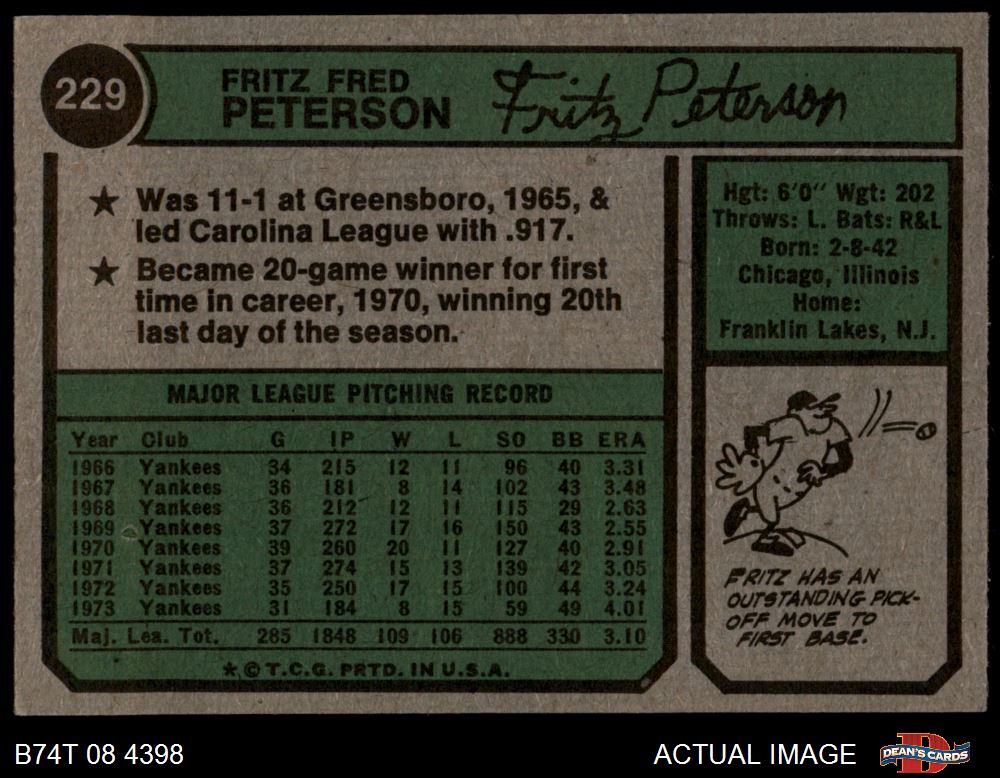 229
FRITZ FRED
PETERSON
Fritz Peterson
★ Was 11-1 at Greensboro, 1965, &
led Carolina League with .917.
★ Became 20-game winner for first
time in career, 1970, winning 20th
last day of the season.
Hgt: 6'0" Wgt: 202
Throws: L. Bats: R&L
Born: 2-8-42
Chicago, Illinois
Home:
Franklin Lakes, N.J.
MAJOR LEAGUE PITCHING RECORD
Year Club G IP W L SO BB ERA
1966 Yankees 34 215 12 11 96 40 3.31
1967 Yankees 36 181 8 14 102 43 3.48
1968 Yankees 36 212 12 11 115 29 2.63
1969 Yankees 37 272 17 16 150 43 2.55
1970 Yankees 39 260 20 11 127 40 2.91
1971 Yankees 37 274 15 13 139 42 3.05
1972 Yankees 35 250 17 15 100 44 3.24
1973 Yankees 31 184 8 15 59 49 4.01
Maj. Lea. Tot. 285 1848 109 106 888 330 3.10
★ © T.C.G. PRTD. IN U.S.A.
FRITZ HAS AN
OUTSTANDING PICK-
OFF MOVE TO
FIRST BASE.
B74T 08 4398
ACTUAL IMAGE
DEAN'S CARDS